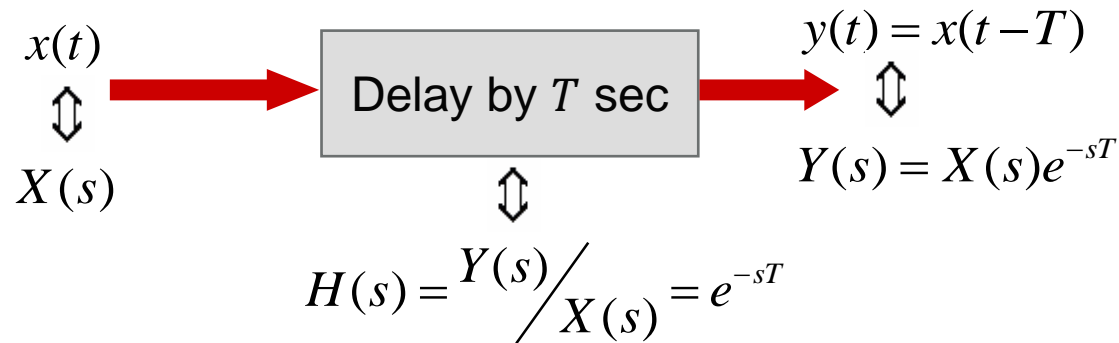 x(t)
Delay by T sec
y(t) = x(t − T)
X(s)
Y(s) = X(s)e^{−sT}
H(s) = Y(s)/X(s) = e^{−sT}